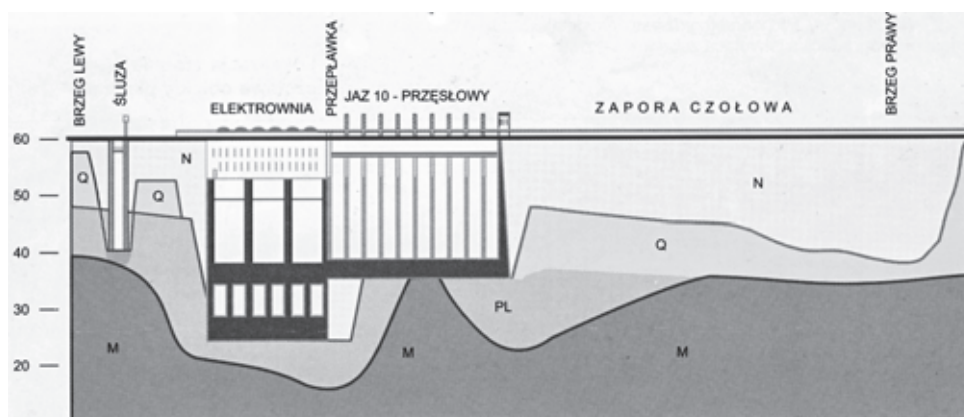 BRZEG LEWY
ŚLUZA
ELEKTROWNIA
PRZEPŁAWKA
JAZ 10 - PRZĘSŁOWY
ZAPORA CZOŁOWA
BRZEG PRAWY
60
50
40
30
20
Q
Q
N
N
Q
PL
M
M
M